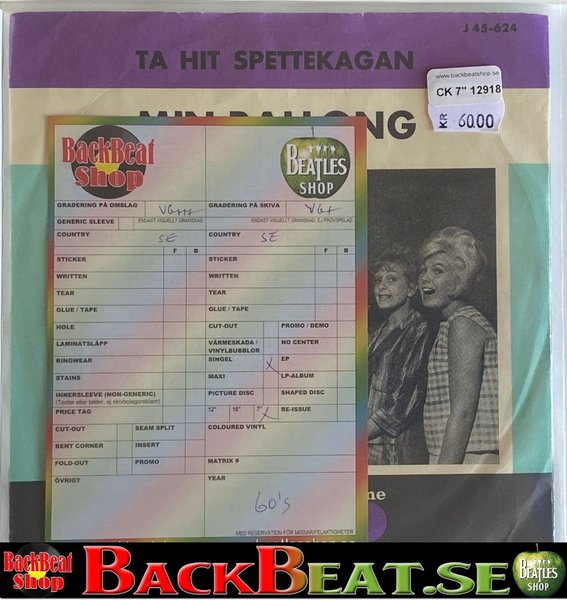 J 45-624
TA HIT SPETTEKAGAN
www.backbeatshop.se
CK 7" 12918
KR 60.00
BackBeat
Shop
BEATLES
SHOP
GRADERING PÅ OMSLAG VG++
GRADERING PÅ SKIVA VG+
GENERIC SLEEVE ENDAST VISUELLT GRANSKAD
ENDAST VISUELLT GRANSKAD, EJ PROVSPELAD
COUNTRY SE
COUNTRY SE
F B
F B
STICKER
STICKER
WRITTEN
WRITTEN
TEAR
TEAR
GLUE / TAPE
GLUE / TAPE
HOLE
CUT-OUT
PROMO / DEMO
LAMINATSLÄPP
VÄRMESKADA /
VINYLBUBBLOR
NO CENTER
RINGWEAR
SINGEL X
EP
STAINS
MAXI
LP-ALBUM
INNERSLEEVE (NON-GENERIC)
(Texter eller bilder, ej skivbolagsreklam)
PICTURE DISC
SHAPED DISC
PRICE TAG
12" 10" 7" X
RE-ISSUE
CUT-OUT
SEAM SPLIT
COLOURED VINYL
BENT CORNER
INSERT
FOLD-OUT
PROMO
MATRIX #
ÖVRIGT
YEAR
60's
MED RESERVATION FÖR MISSAR/FELAKTIGHETER
BackBeat
Shop
BACKBEAT.SE
BEATLES
SHOP